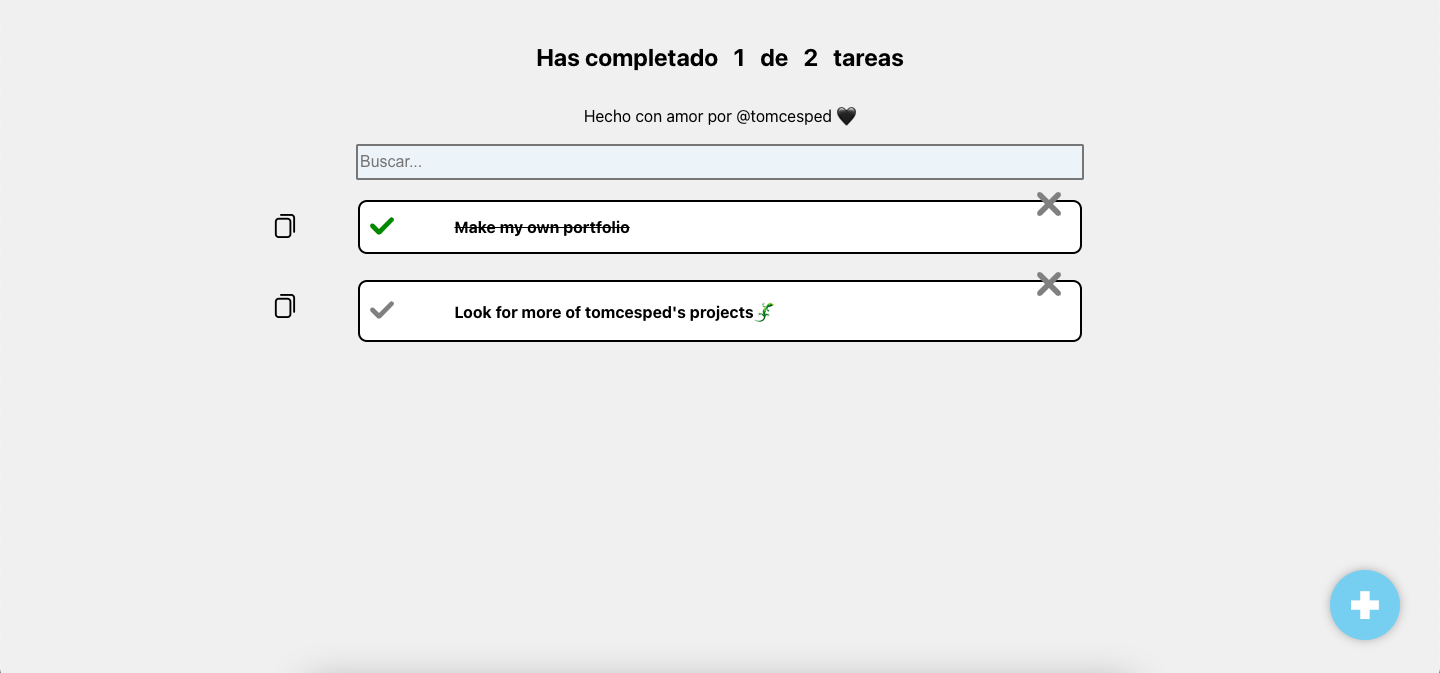 Has completado 1 de 2 tareas
Hecho con amor por @tomcesped 🖤
Buscar...
Make my own portfolio
Look for more of tomcesped's projects🦎